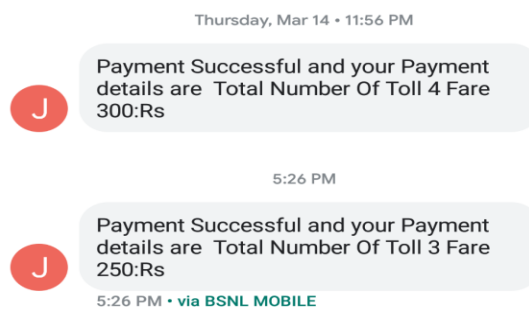 Thursday, Mar 14 • 11:56 PM
Payment Successful and your Payment
details are  Total Number Of Toll 4 Fare
300:Rs
J
5:26 PM
Payment Successful and your Payment
details are  Total Number Of Toll 3 Fare
250:Rs
J
5:26 PM • via BSNL MOBILE